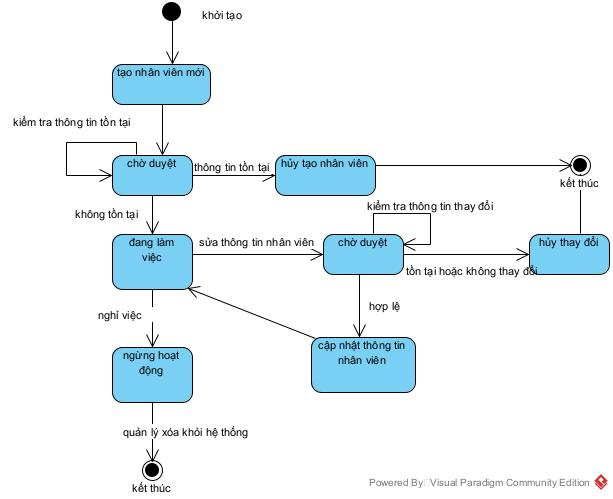 khởi tạo
tạo nhân viên mới
kiểm tra thông tin tồn tại
chờ duyệt
thông tin tồn tại
hủy tạo nhân viên
kết thúc
không tồn tại
kiểm tra thông tin thay đổi
đang làm
việc
sửa thông tin nhân viên
chờ duyệt
tồn tại hoặc không thay đổi
hủy thay đổi
hợp lệ
nghỉ việc
cập nhật thông tin
nhân viên
ngừng hoạt
động
quản lý xóa khỏi hệ thống
kết thúc
Powered By Visual Paradigm Community Edition